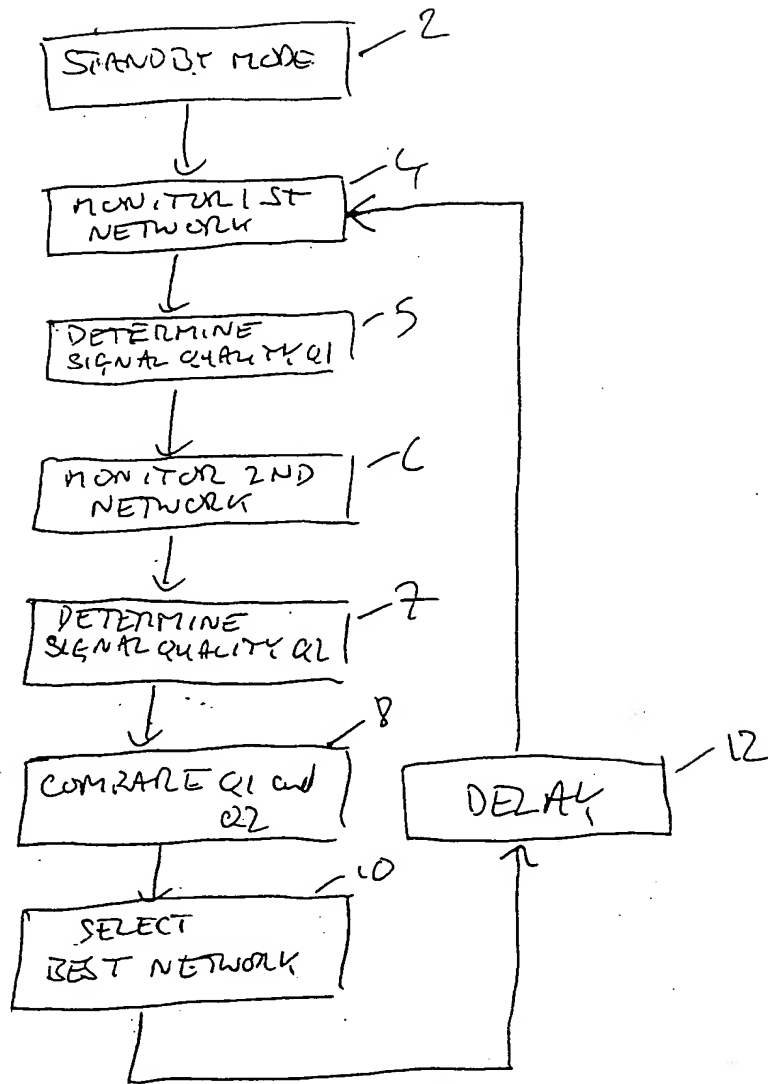 STANDBY MODE
2
MONITOR 1ST
NETWORK
4
DETERMINE
SIGNAL QUALITY Q1
5
MONITOR 2ND
NETWORK
6
DETERMINE
SIGNAL QUALITY Q2
7
COMPARE Q1 and
Q2
8
SELECT
BEST NETWORK
10
DELAY
12